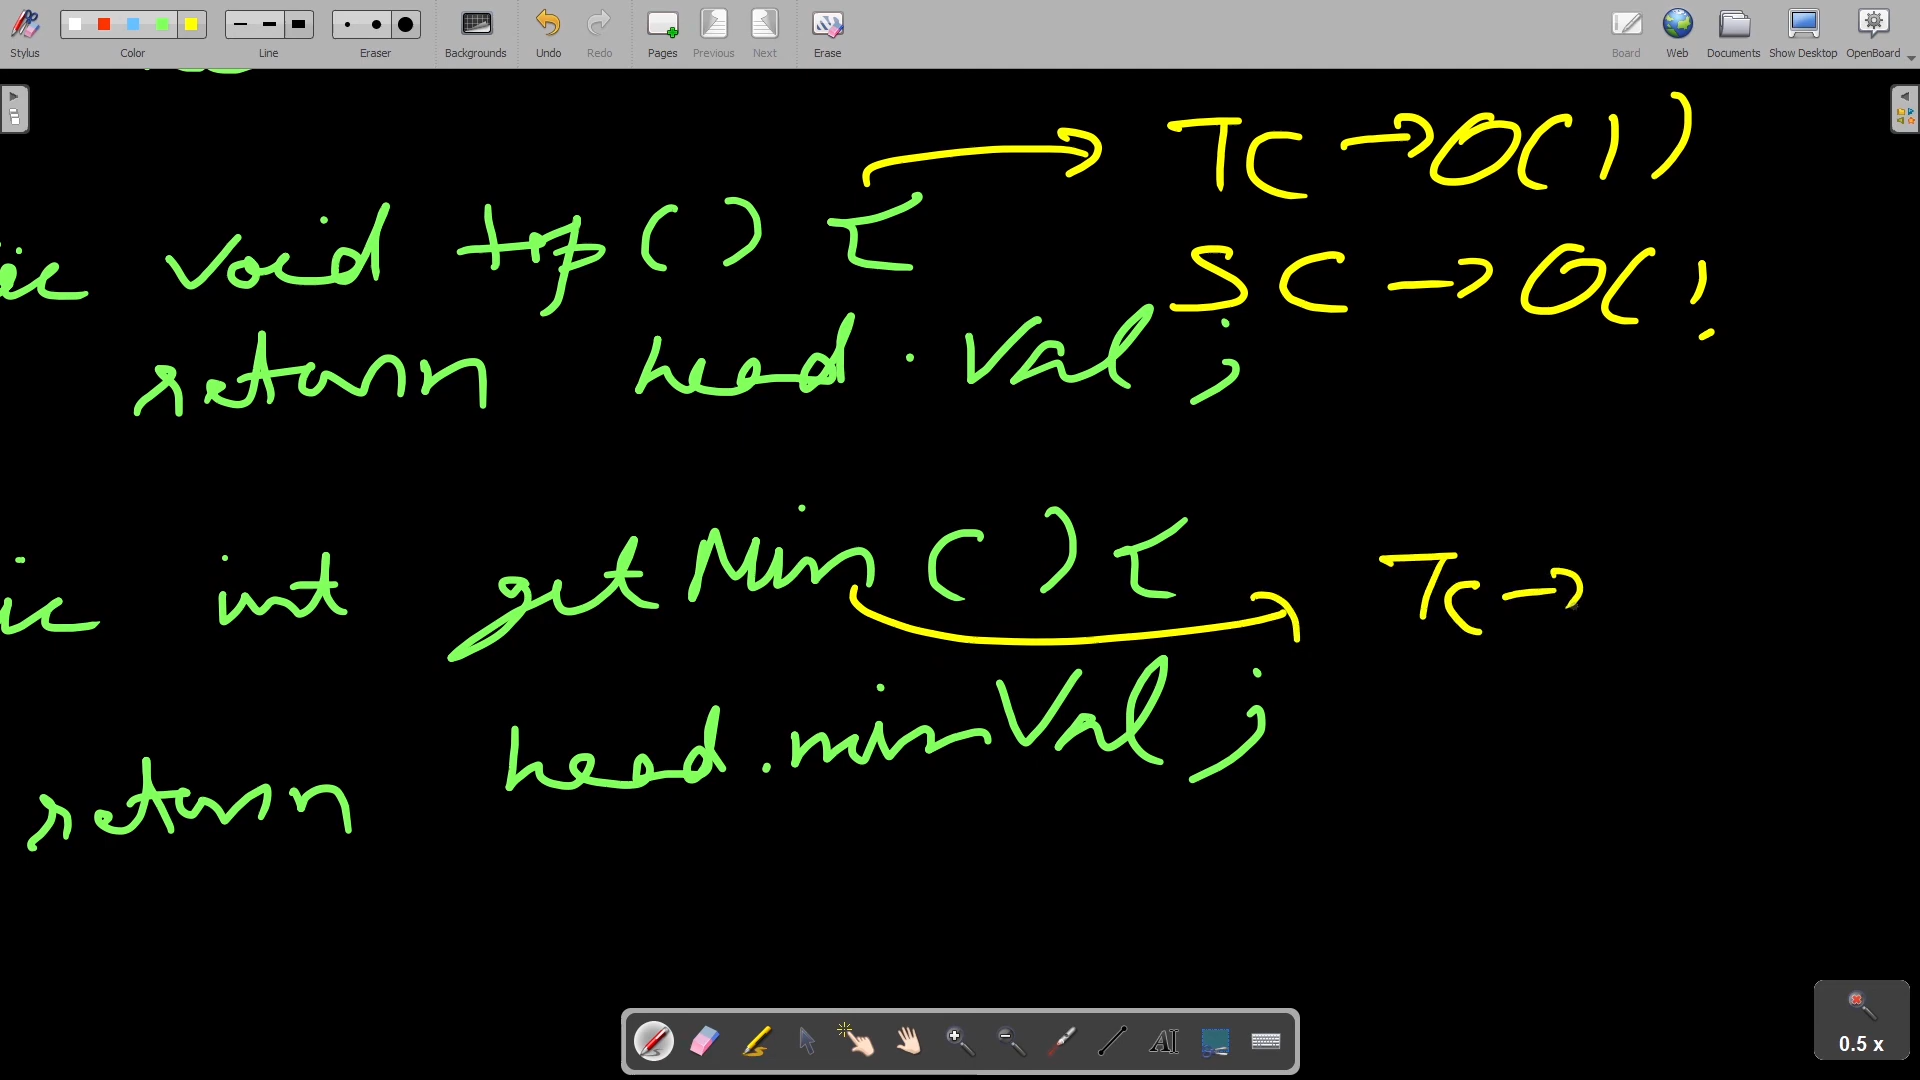 Stylus Color Line Eraser Backgrounds Undo Redo Pages Previous Next Erase Board Web Documents Show Desktop OpenBoard
TC → O(1)
ic void top() {
SC → O(1
return head.val;
ic int getMin() {
TC →
return head.minVal;
0.5 x